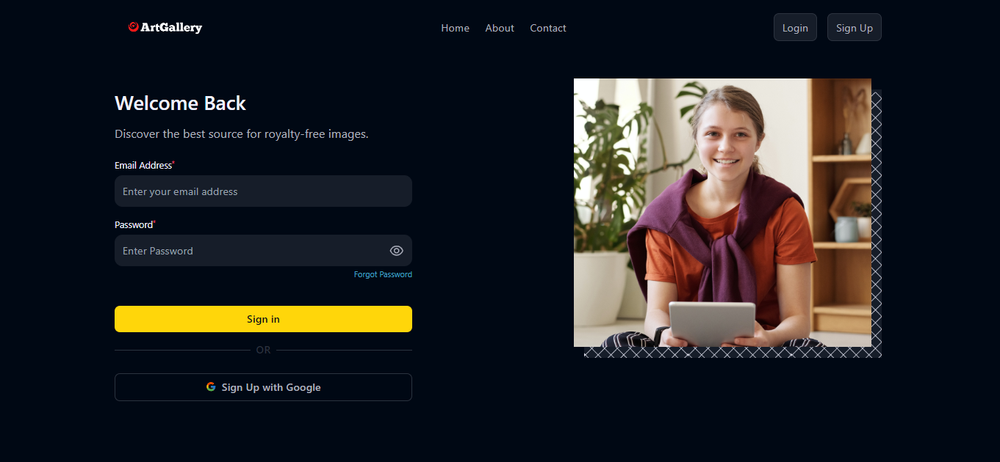 ArtGallery
Home About Contact
Login Sign Up
Welcome Back
Discover the best source for royalty-free images.
Email Address*
Enter your email address
Password*
Enter Password
Forgot Password
Sign in
OR
Sign Up with Google